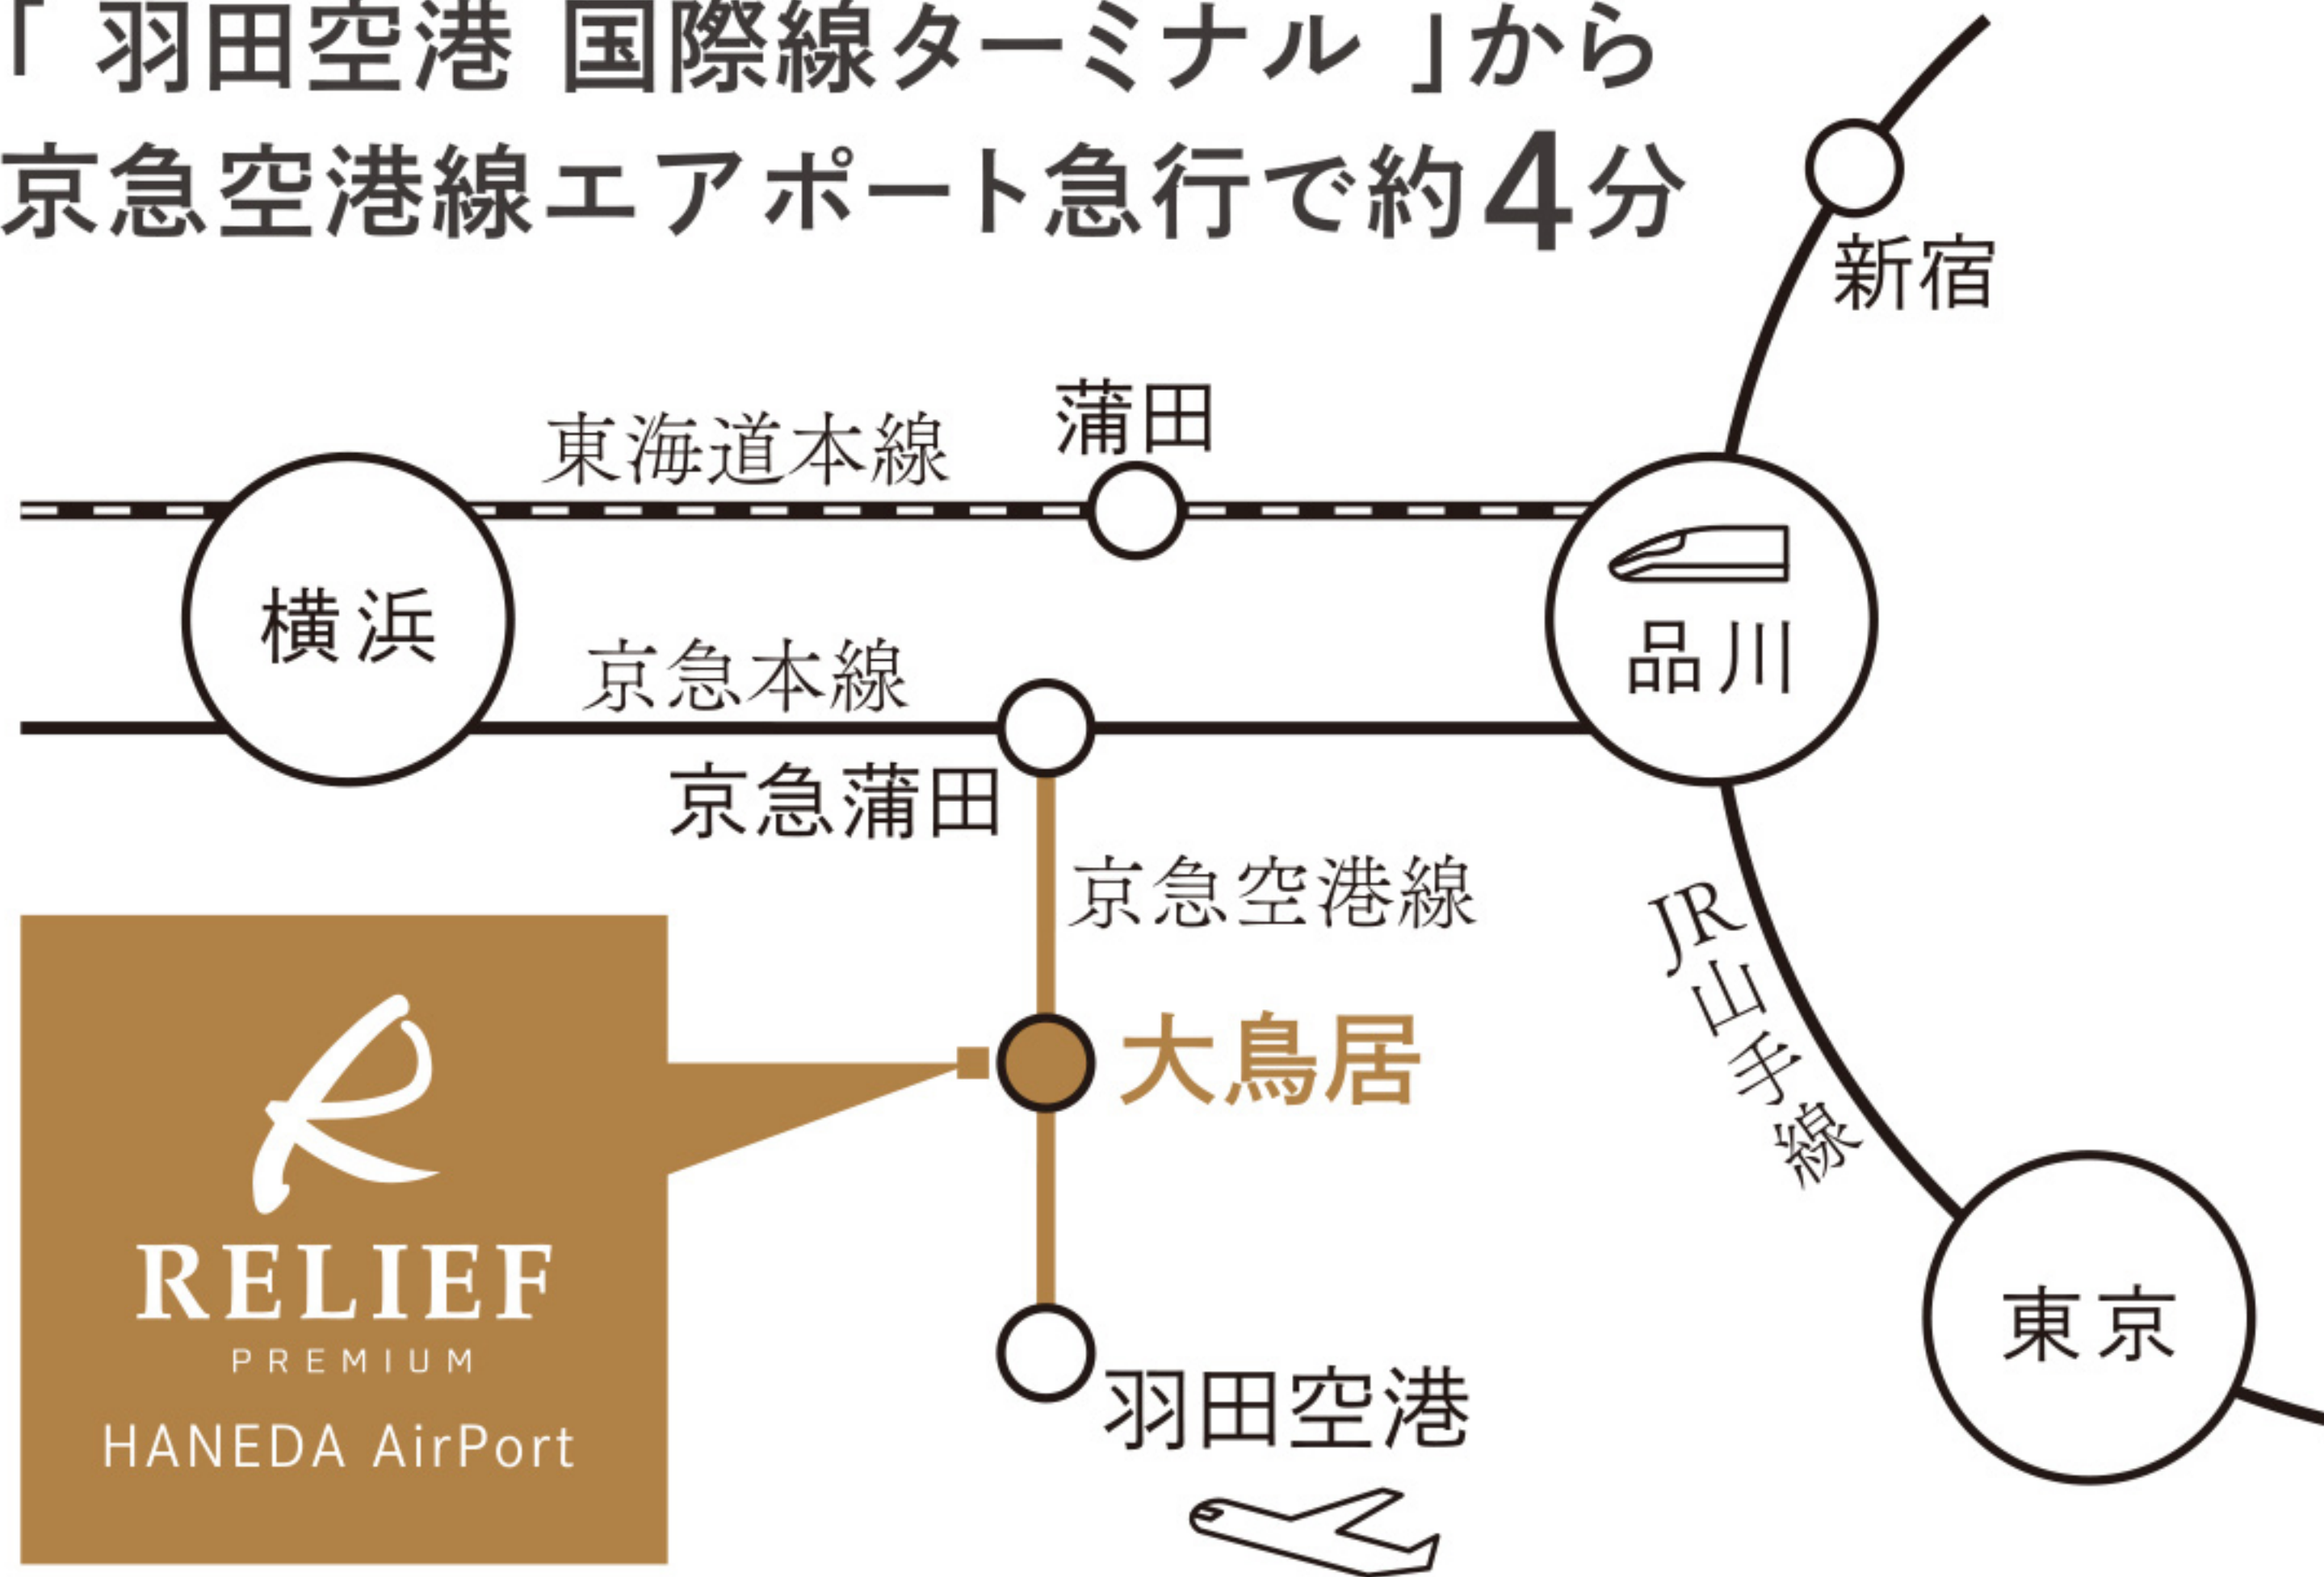 「 羽田空港 国際線ターミナル 」から
京急空港線エアポート急行で約4分
新宿
蒲田
東海道本線
横浜
品川
京急本線
京急蒲田
京急空港線
JR山手線
大鳥居
RELIEF
PREMIUM
HANEDA AirPort
東京
羽田空港